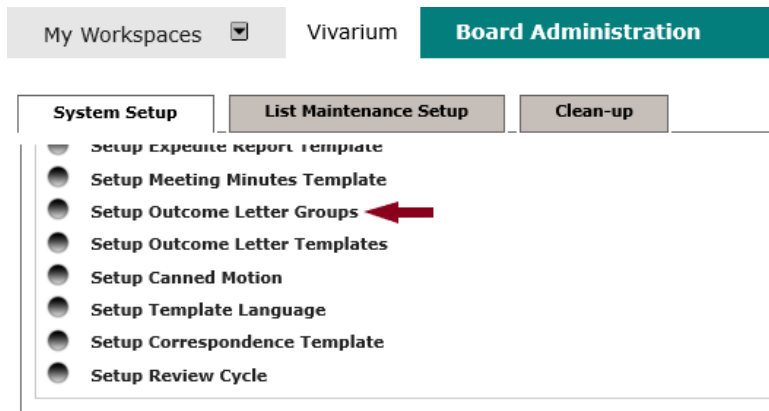 My Workspaces Vivarium Board Administration
System Setup List Maintenance Setup Clean-up
Setup Expedite Report Template
Setup Meeting Minutes Template
Setup Outcome Letter Groups
Setup Outcome Letter Templates
Setup Canned Motion
Setup Template Language
Setup Correspondence Template
Setup Review Cycle